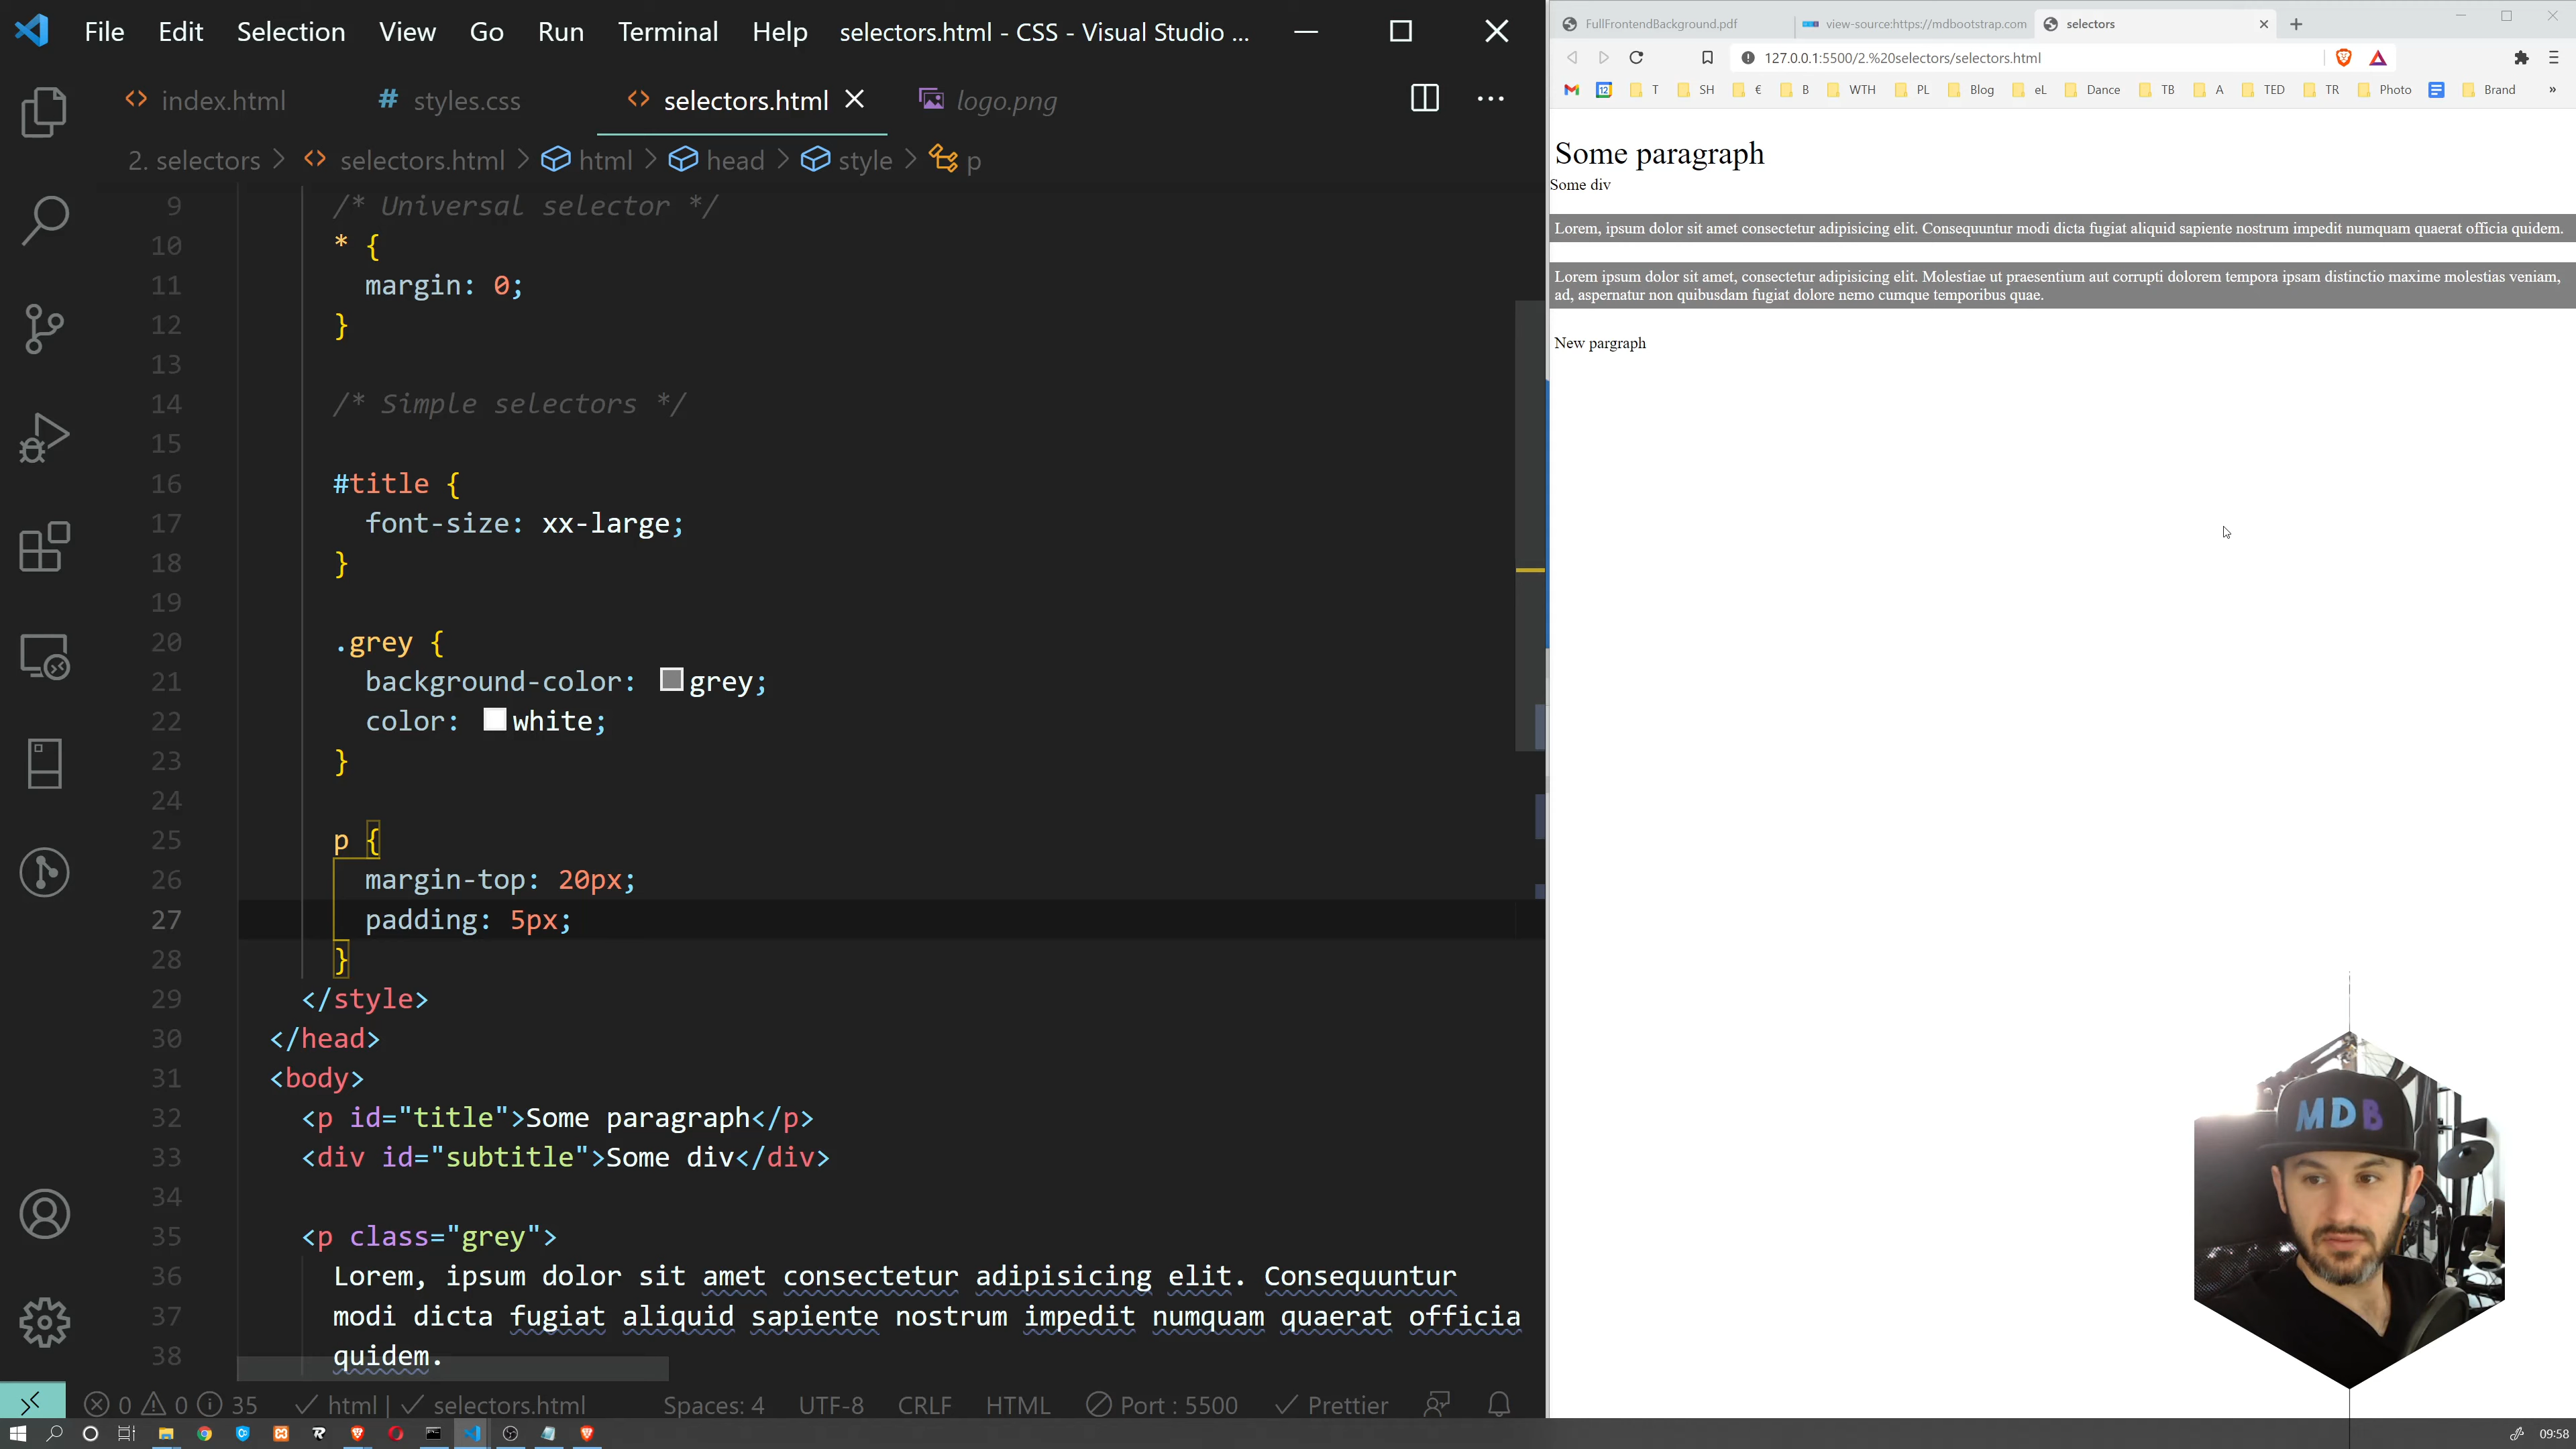 File Edit Selection View Go Run Terminal Help selectors.html - CSS - Visual Studio ...
index.html # styles.css selectors.html logo.png
2. selectors > selectors.html > html > head > style > p
9 /* Universal selector */
10 * {
11 margin: 0;
12 }
13
14 /* Simple selectors */
15
16 #title {
17 font-size: xx-large;
18 }
19
20 .grey {
21 background-color: grey;
22 color: white;
23 }
24
25 p {
26 margin-top: 20px;
27 padding: 5px;
28 }
29 </style>
30 </head>
31 <body>
32 <p id="title">Some paragraph</p>
33 <div id="subtitle">Some div</div>
34
35 <p class="grey">
36 Lorem, ipsum dolor sit amet consectetur adipisicing elit. Consequuntur
37 modi dicta fugiat aliquid sapiente nostrum impedit numquam quaerat officia
38 quidem.
0 0 35 html | selectors.html Spaces: 4 UTF-8 CRLF HTML Port : 5500 Prettier
FullFrontendBackground.pdf view-source:https://mdbootstrap.com selectors
127.0.0.1:5500/2.%20selectors/selectors.html
12 T SH € B WTH PL Blog eL Dance TB A TED TR Photo Brand »
Some paragraph
Some div
Lorem, ipsum dolor sit amet consectetur adipisicing elit. Consequuntur modi dicta fugiat aliquid sapiente nostrum impedit numquam quaerat officia quidem.
Lorem ipsum dolor sit amet, consectetur adipisicing elit. Molestiae ut praesentium aut corrupti dolorem tempora ipsam distinctio maxime molestias veniam,
ad, aspernatur non quibusdam fugiat dolore nemo cumque temporibus quae.
New pargraph
MDB
09:58